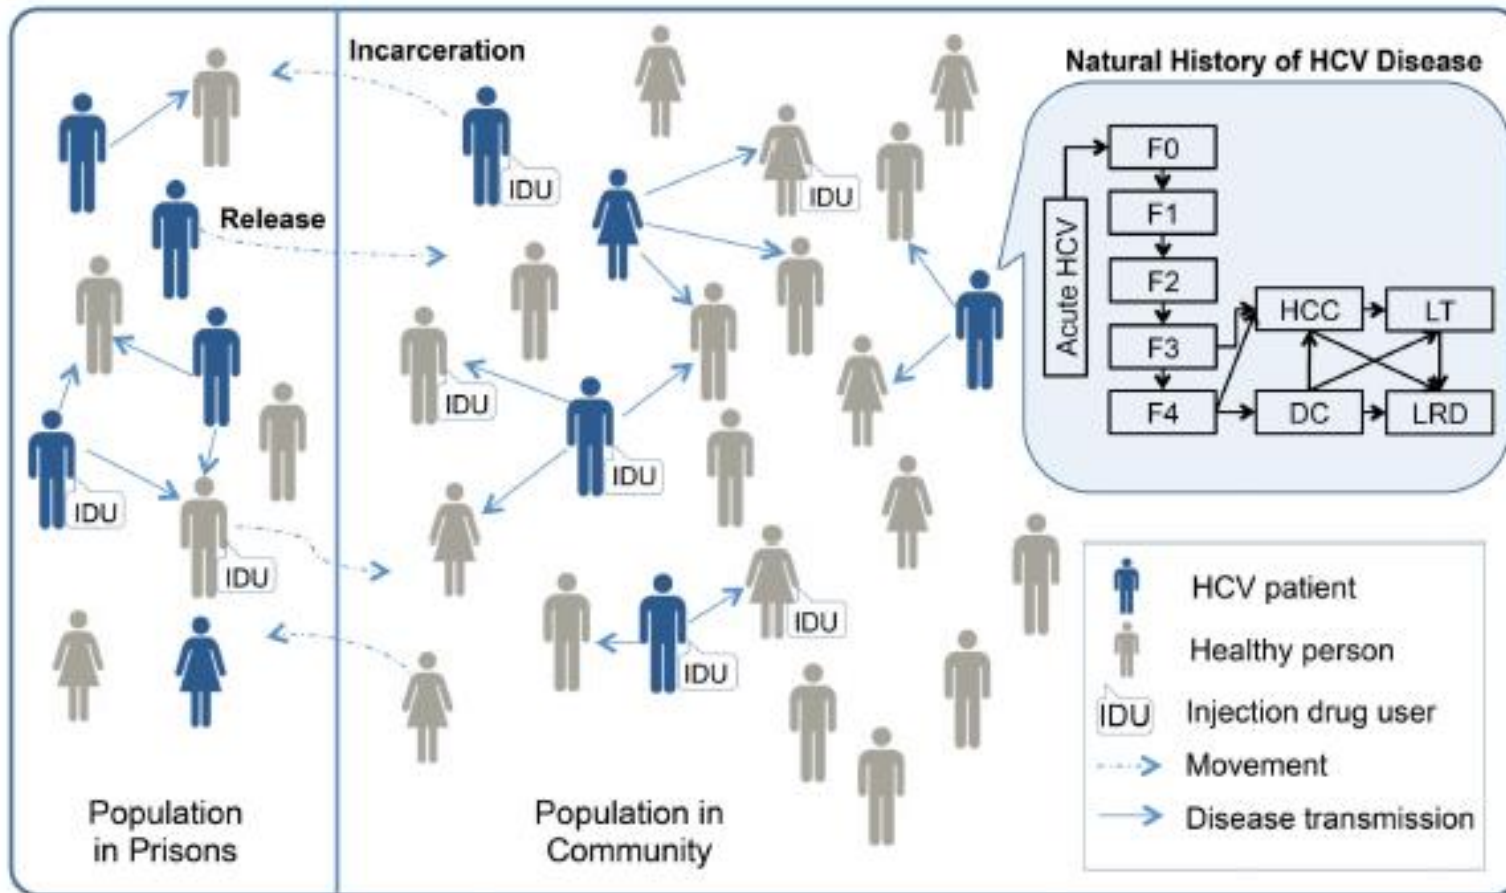 Incarceration
Natural History of HCV Disease
F0
IDU
IDU
Release
F1
Acute HCV
F2
HCC
LT
F3
IDU
F4
DC
LRD
IDU
IDU
IDU
HCV patient
IDU
IDU
Healthy person
IDU
Injection drug user
Movement
Population
in Prisons
Population in
Community
Disease transmission